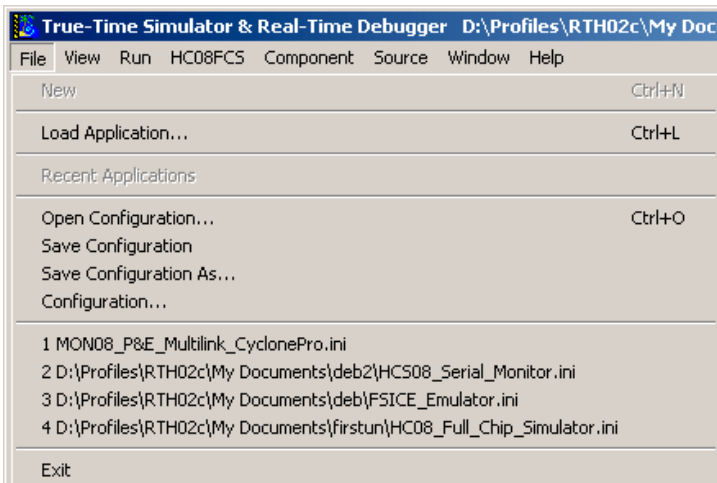 True-Time Simulator & Real-Time Debugger D:\Profiles\RTH02c\My Doc
File View Run HC08FCS Component Source Window Help
New Ctrl+N
Load Application... Ctrl+L
Recent Applications
Open Configuration... Ctrl+O
Save Configuration
Save Configuration As...
Configuration...
1 MON08_P&E_Multilink_CyclonePro.ini
2 D:\Profiles\RTH02c\My Documents\deb2\HCS08_Serial_Monitor.ini
3 D:\Profiles\RTH02c\My Documents\deb\FSICE_Emulator.ini
4 D:\Profiles\RTH02c\My Documents\firstun\HC08_Full_Chip_Simulator.ini
Exit